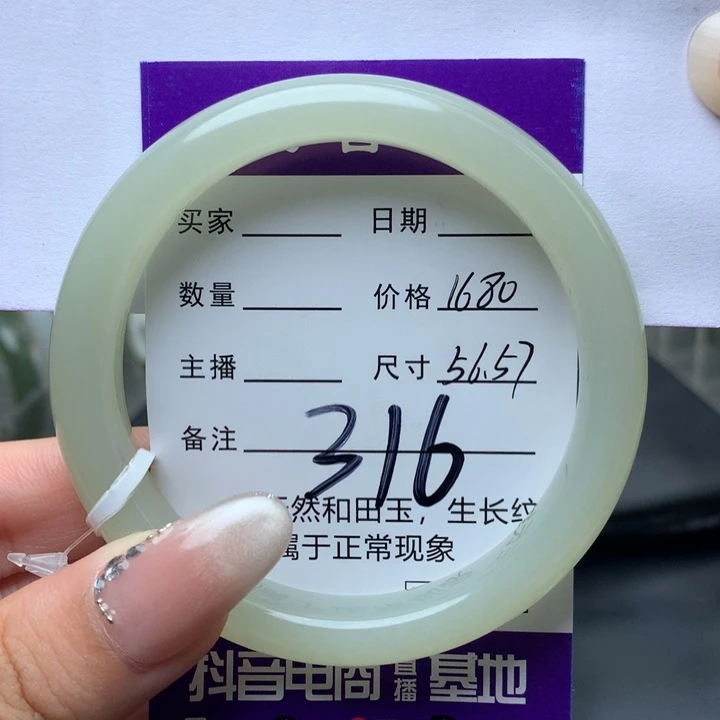 音
买家 日期
数量 价格 1680
主播 尺寸 56.57
备注 316
然和田玉，生长纹
属于正常现象
抖音电商直播基地